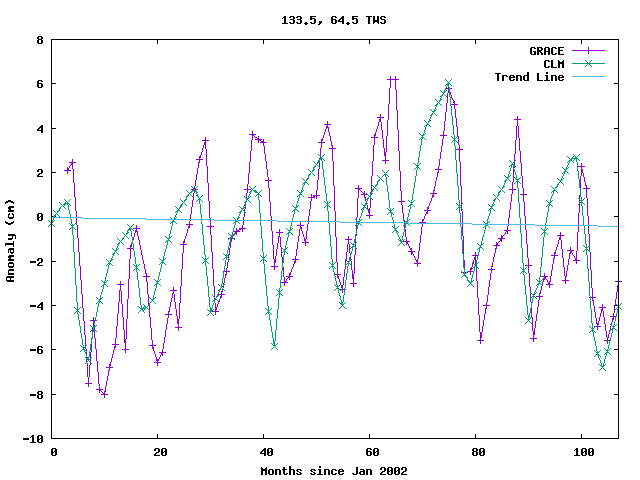 133.5, 64.5 TWS
GRACE
CLM
Trend Line
8
6
4
2
0
-2
-4
-6
-8
-10
Anomaly (cm)
0 20 40 60 80 100
Months since Jan 2002